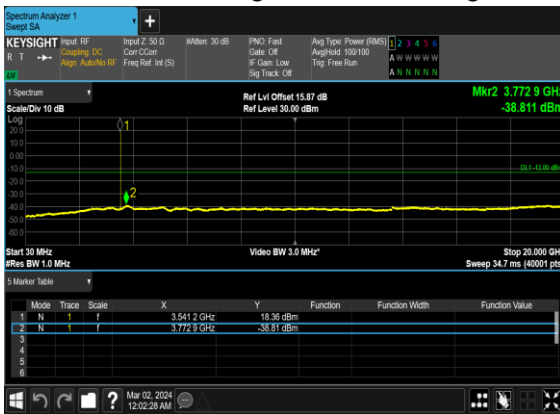 Spectrum Analyzer 1
Swept SA
KEYSIGHT Input: RF Input Z: 50 Ω #Atten: 30 dB PNO: Fast Avg Type: Power (RMS) 1 2 3 4 5 6
R T Coupling: DC Corr CCorr Gate: Off Avg|Hold: 100/100 A W W W W W
Align: Auto/No RF Freq Ref: Int (S) IF Gain: Low Trig: Free Run
Sig Track: Off A N N N N N
LV
1 Spectrum Ref Lvl Offset 15.87 dB Mkr2 3.772 9 GHz
Scale/Div 10 dB Ref Level 30.00 dBm -38.811 dBm
Log
20.0
10.0
0.00
-10.0
-20.0
-30.0
-40.0
-50.0
-60.0
1
2
DL1 -13.00 dBm
Start 30 MHz Video BW 3.0 MHz* Stop 20.000 GHz
#Res BW 1.0 MHz Sweep 34.7 ms (40001 pts)
5 Marker Table
Mode Trace Scale X Y Function Function Width Function Value
1 N 1 f 3.541 2 GHz 18.36 dBm
2 N 1 f 3.772 9 GHz -38.81 dBm
3
4
5
6
? Mar 02, 2024
12:02:28 AM